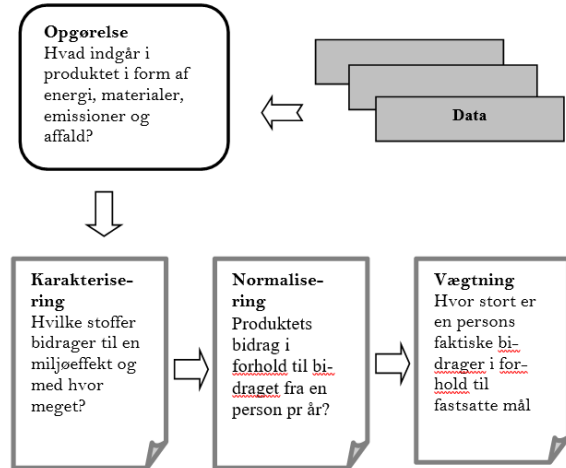 Opgørelse
Hvad indgår i
produktet i form af
energi, materialer,
emissioner og
affald?
Data
Karakterise-
ring
Hvilke stoffer
bidrager til en
miljøeffekt og
med hvor
meget?
Normalise-
ring
Produktets
bidrag i
forhold til bi-
draget fra en
person pr år?
Vægtning
Hvor stort er
en persons
faktiske bi-
drager i for-
hold til
fastsatte mål